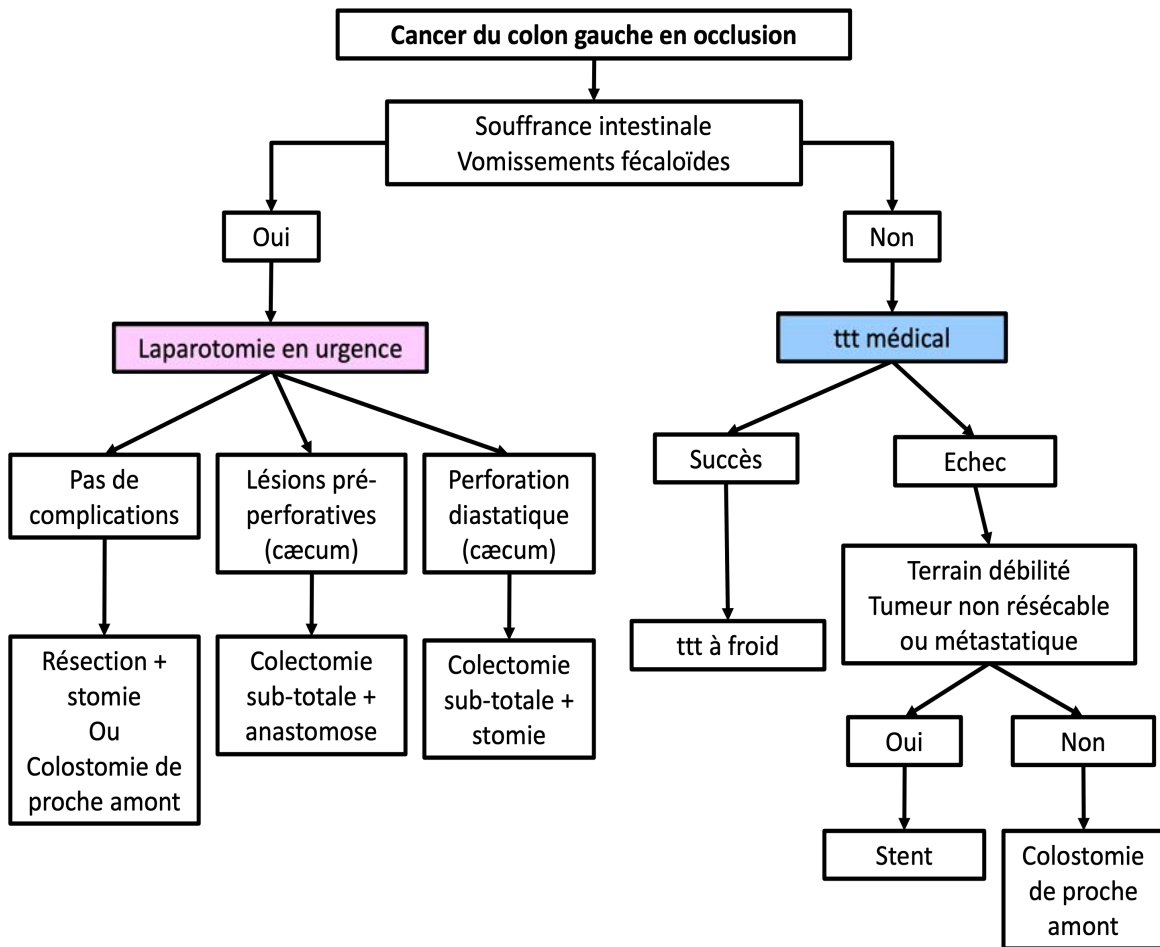 Cancer du colon gauche en occlusion
Souffrance intestinale
Vomissements fécaloïdes
Oui
Non
Laparotomie en urgence
ttt médical
Pas de
complications
Lésions pré-
perforatives
(cæcum)
Perforation
diastatique
(cæcum)
Succès
Echec
Terrain débilité
Tumeur non résécable
ou métastatique
Résection +
stomie
Ou
Colostomie de
proche amont
Colectomie
sub-totale +
anastomose
Colectomie
sub-totale +
stomie
ttt à froid
Oui
Non
Stent
Colostomie
de proche
amont